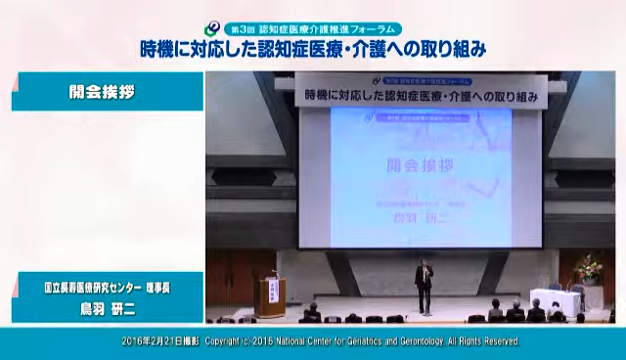 第3回 認知症医療介護推進フォーラム
時機に対応した認知症医療・介護への取り組み
開会挨拶
時機に対応した認知症医療・介護への取り組み
開会挨拶
鳥羽 研二
国立長寿医療研究センター 理事長
鳥羽 研二
2016年2月21日撮影 Copyright (c)-2016 National Center for Geriatrics and Gerontology. All Rights Reserved.